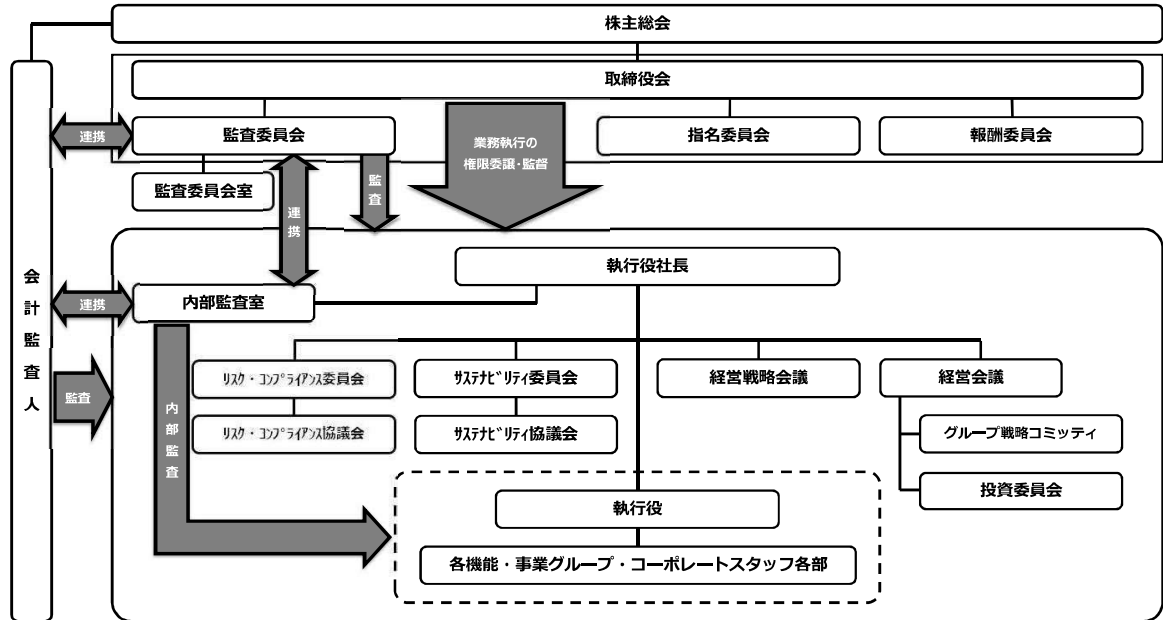 株主総会
取締役会
監査委員会
指名委員会
報酬委員会
連携
業務執行の
権限委譲・監督
監査委員会室
監査
連携
執行役社長
会計監査人
連携
内部監査室
リスク・コンプライアンス委員会
サステナビリティ委員会
経営戦略会議
経営会議
監査
内部監査
リスク・コンプライアンス協議会
サステナビリティ協議会
グループ戦略コミッティ
投資委員会
執行役
各機能・事業グループ・コーポレートスタッフ各部